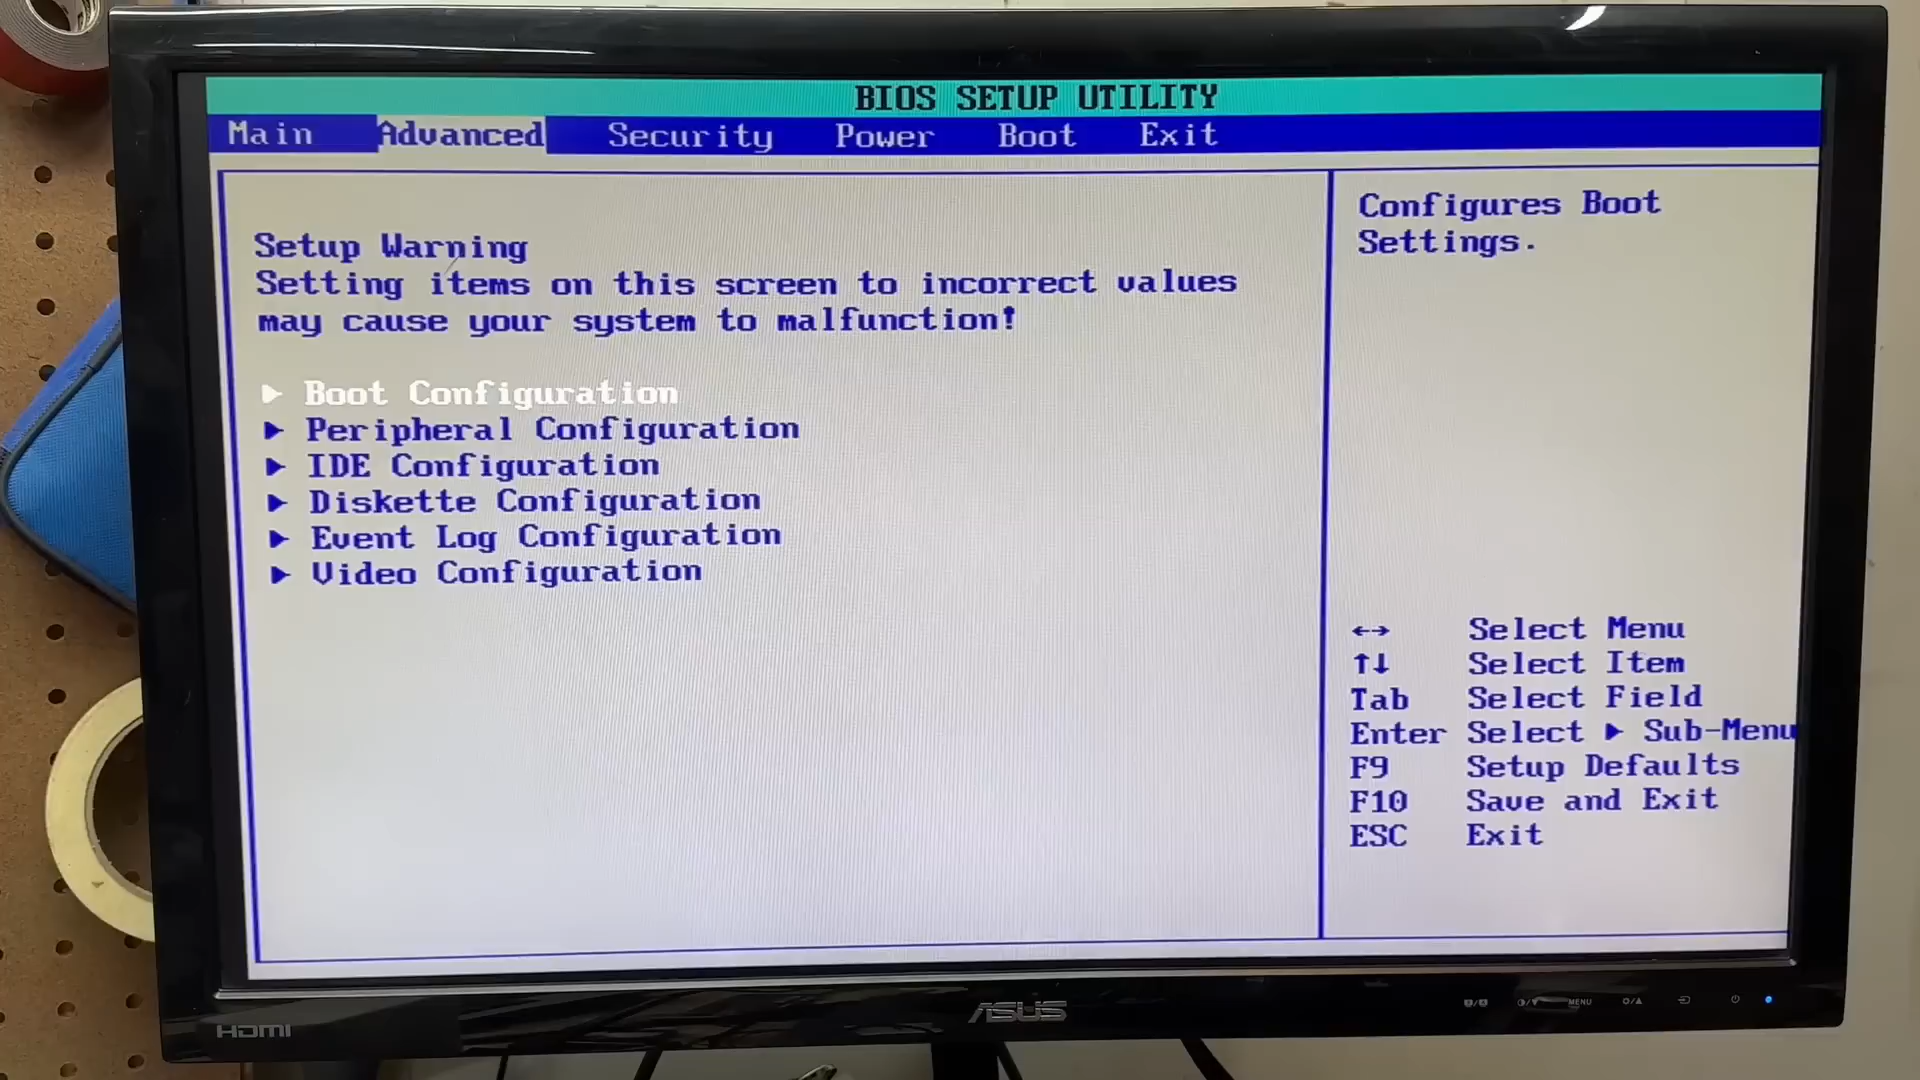 BIOS SETUP UTILITY
Main Advanced Security Power Boot Exit
Setup Warning
Setting items on this screen to incorrect values
may cause your system to malfunction!
▶ Boot Configuration
▶ Peripheral Configuration
▶ IDE Configuration
▶ Diskette Configuration
▶ Event Log Configuration
▶ Video Configuration
Configures Boot
Settings.
←→ Select Menu
↑↓ Select Item
Tab Select Field
Enter Select ▶ Sub-Menu
F9 Setup Defaults
F10 Save and Exit
ESC Exit
HDMI
ASUS
MENU